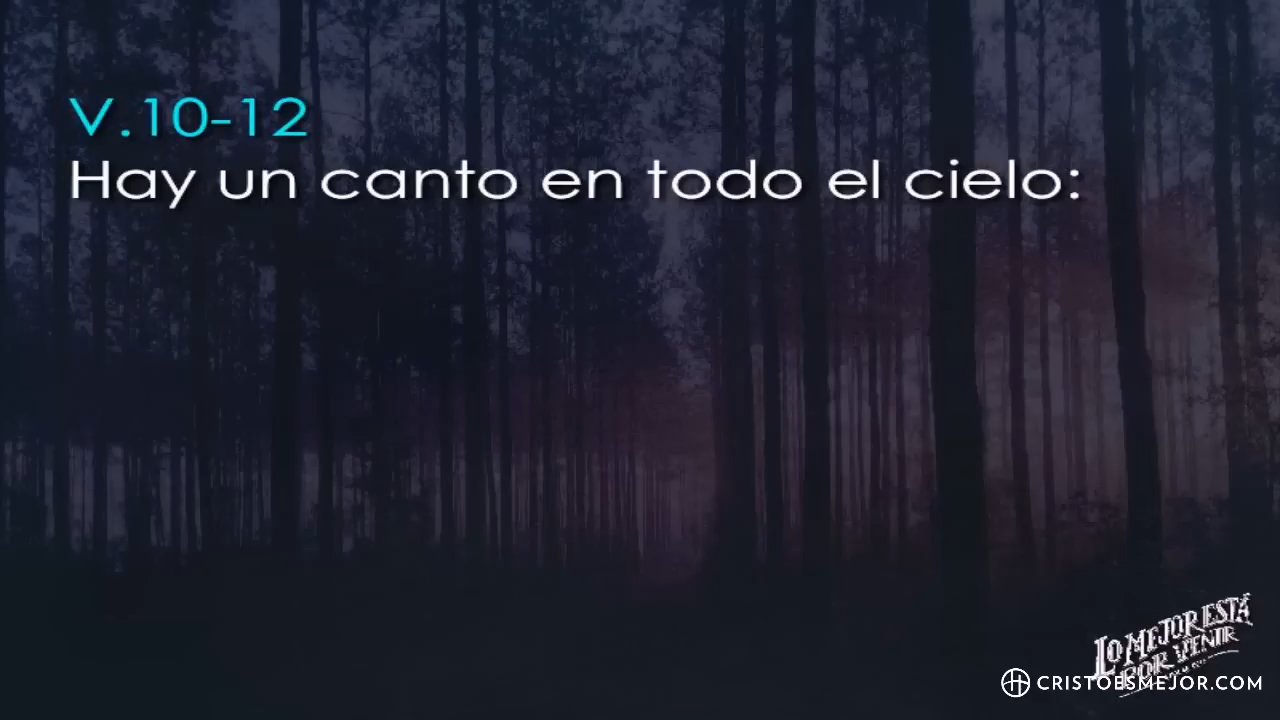 V.10-12
Hay un canto en todo el cielo:
LO MEJOR ESTÁ
POR VENIR
CRISTOESMEJOR.COM